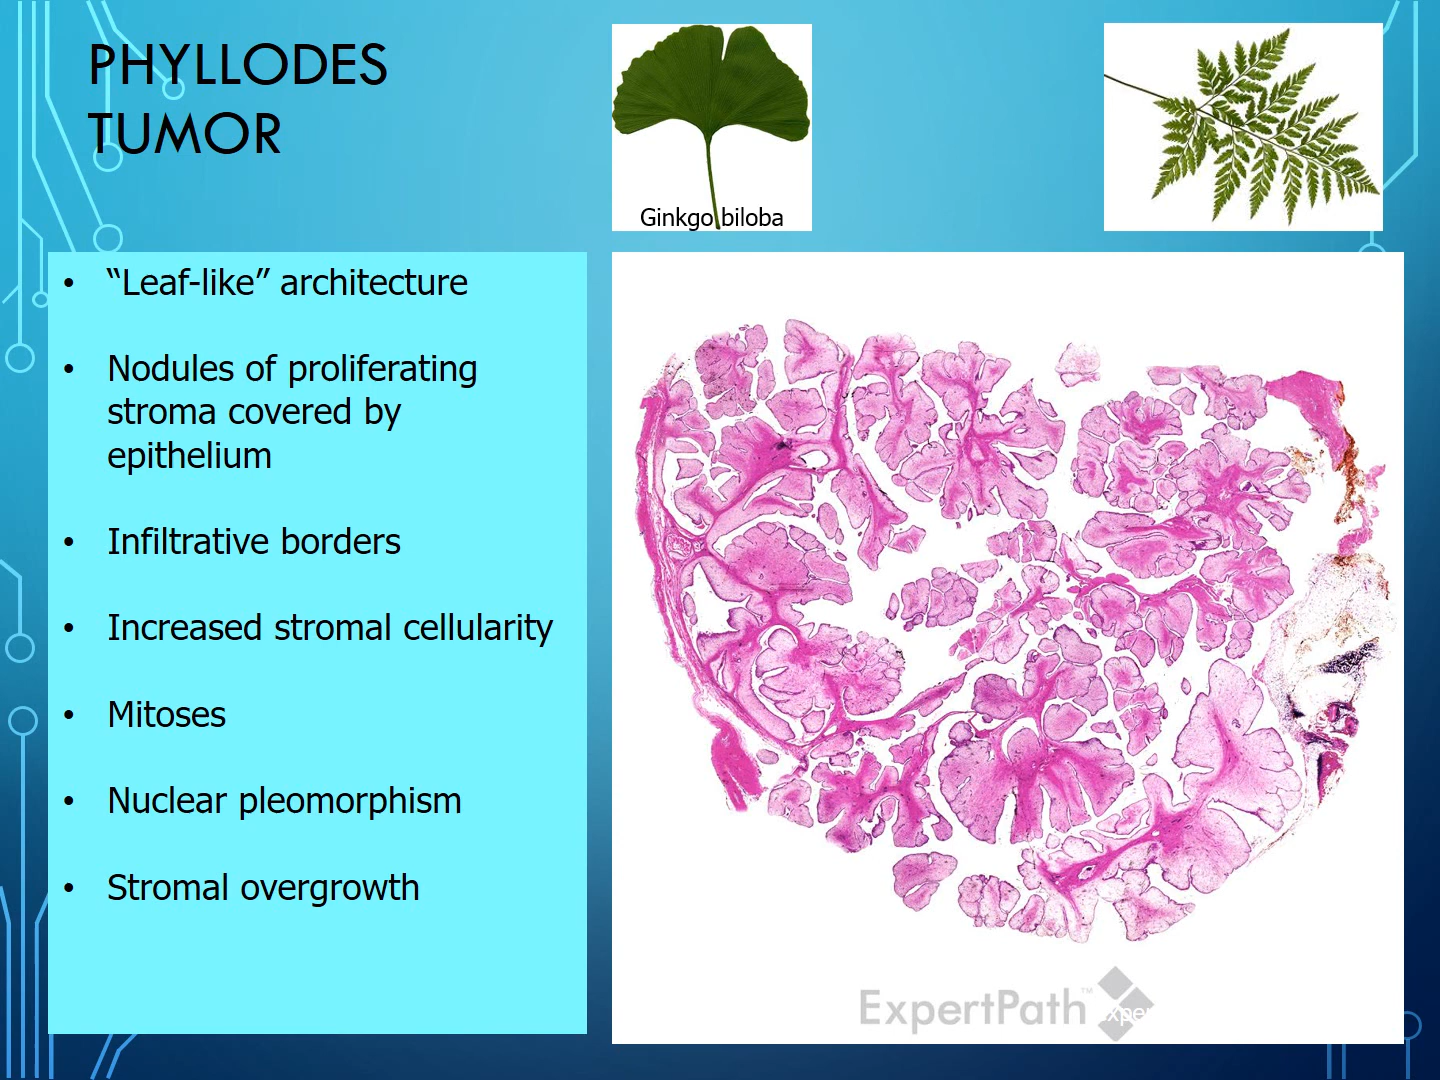 PHYLLODES
TUMOR
Ginkgo biloba
• “Leaf-like” architecture
• Nodules of proliferating
stroma covered by
epithelium
• Infiltrative borders
• Increased stromal cellularity
• Mitoses
• Nuclear pleomorphism
• Stromal overgrowth
ExpertPath™